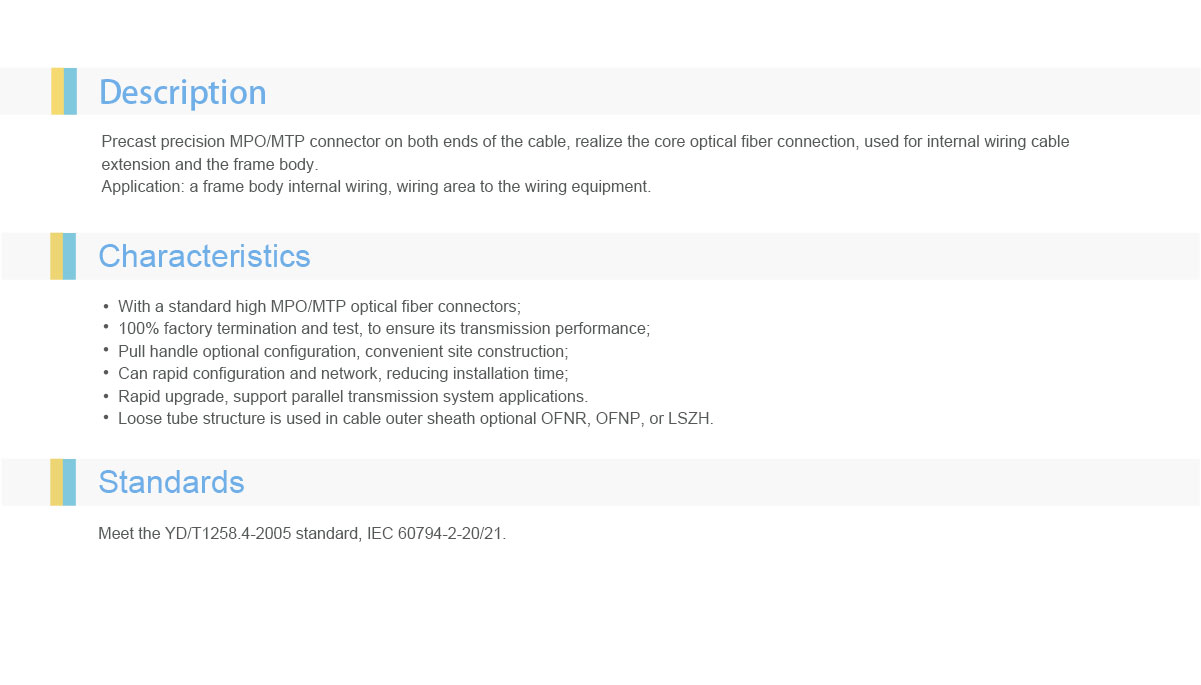 Description
Precast precision MPO/MTP connector on both ends of the cable, realize the core optical fiber connection, used for internal wiring cable
extension and the frame body.
Application: a frame body internal wiring, wiring area to the wiring equipment.
Characteristics
• With a standard high MPO/MTP optical fiber connectors;
• 100% factory termination and test, to ensure its transmission performance;
• Pull handle optional configuration, convenient site construction;
• Can rapid configuration and network, reducing installation time;
• Rapid upgrade, support parallel transmission system applications.
• Loose tube structure is used in cable outer sheath optional OFNR, OFNP, or LSZH.
Standards
Meet the YD/T1258.4-2005 standard, IEC 60794-2-20/21.